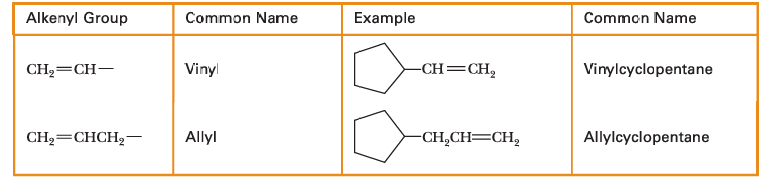 Alkenyl Group Common Name Example Common Name
CH₂=CH— Vinyl —CH=CH₂ Vinylcyclopentane
CH₂=CHCH₂— Allyl —CH₂CH=CH₂ Allylcyclopentane